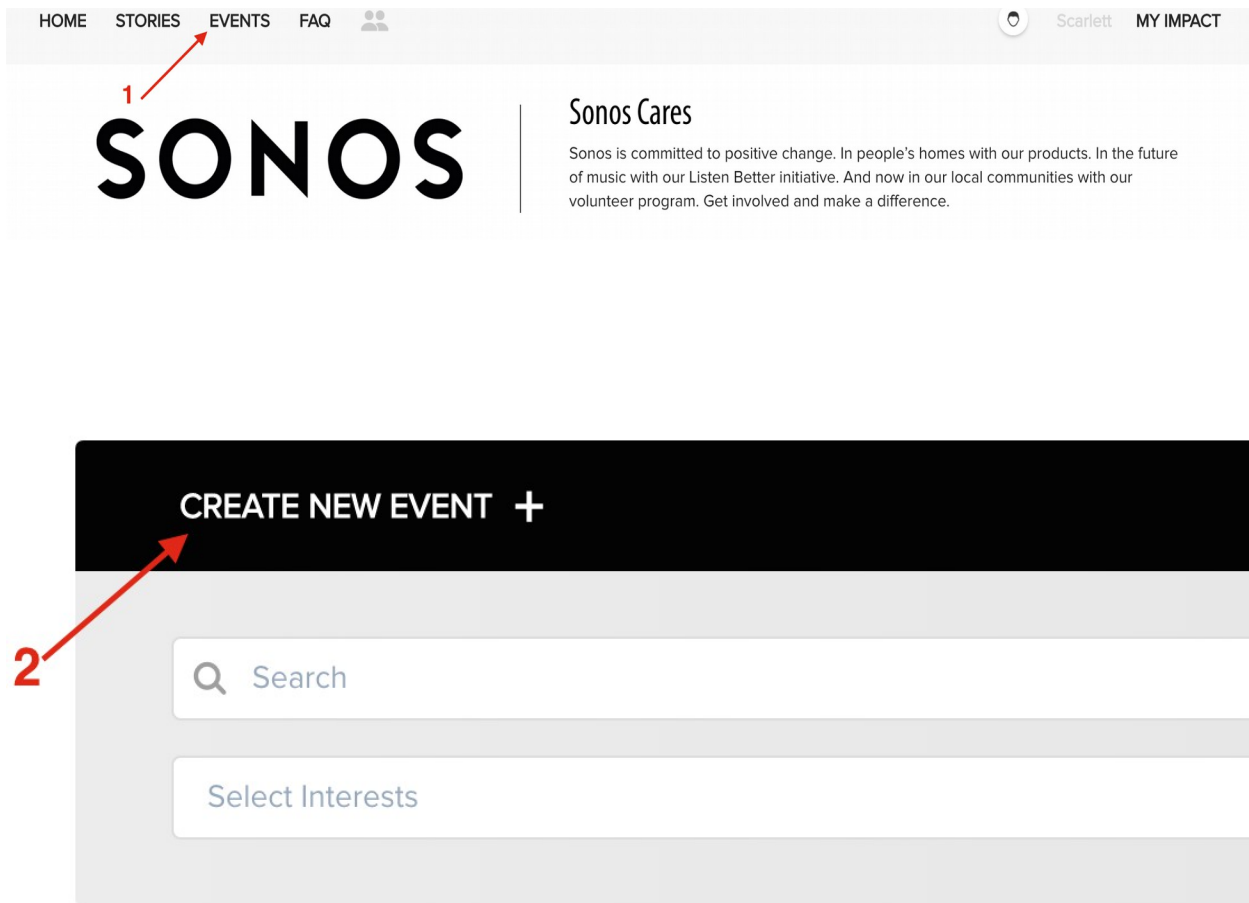 HOME STORIES EVENTS FAQ Scarlett MY IMPACT
1
SONOS
Sonos Cares
Sonos is committed to positive change. In people's homes with our products. In the future
of music with our Listen Better initiative. And now in our local communities with our
volunteer program. Get involved and make a difference.
CREATE NEW EVENT +
2
Search
Select Interests